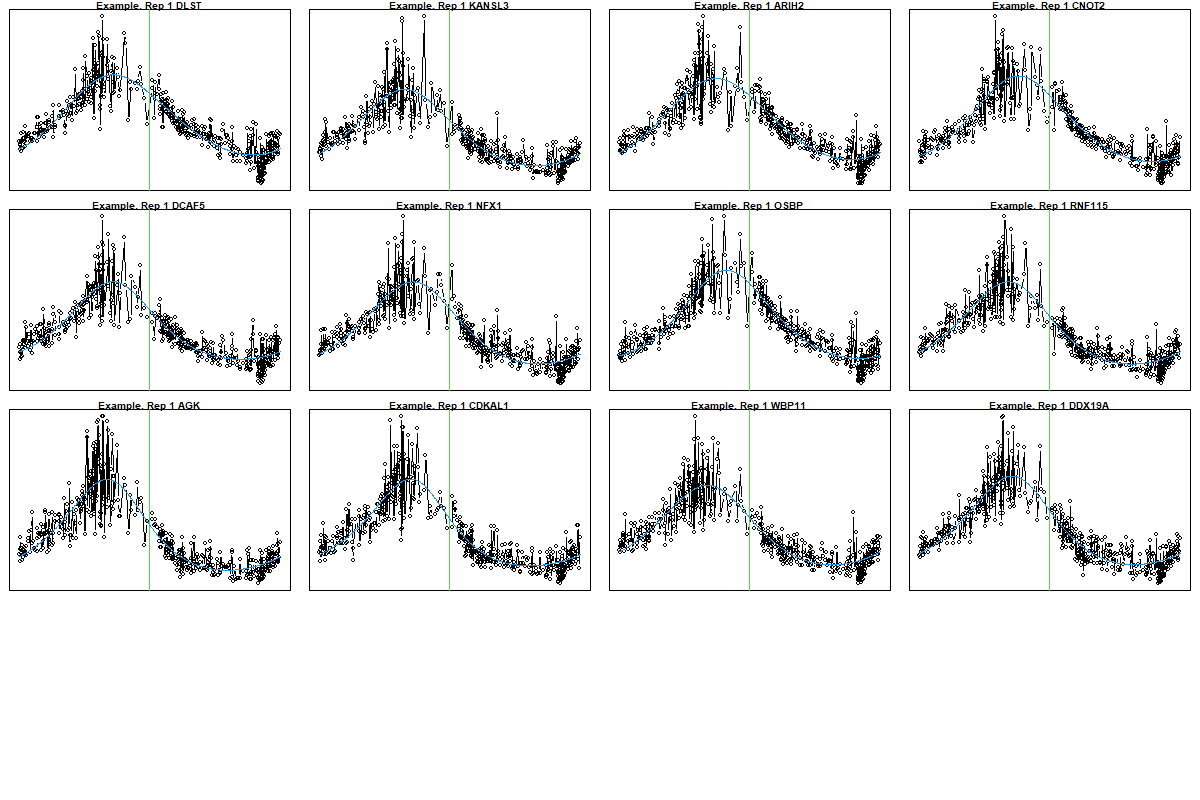 Example. Rep 1 DLST
Example. Rep 1 KANSL3
Example. Rep 1 ARIH2
Example. Rep 1 CNOT2
Example. Rep 1 DCAF5
Example. Rep 1 NFX1
Example. Rep 1 OSBP
Example. Rep 1 RNF115
Example. Rep 1 AGK
Example. Rep 1 CDKAL1
Example. Rep 1 WBP11
Example. Rep 1 DDX19A